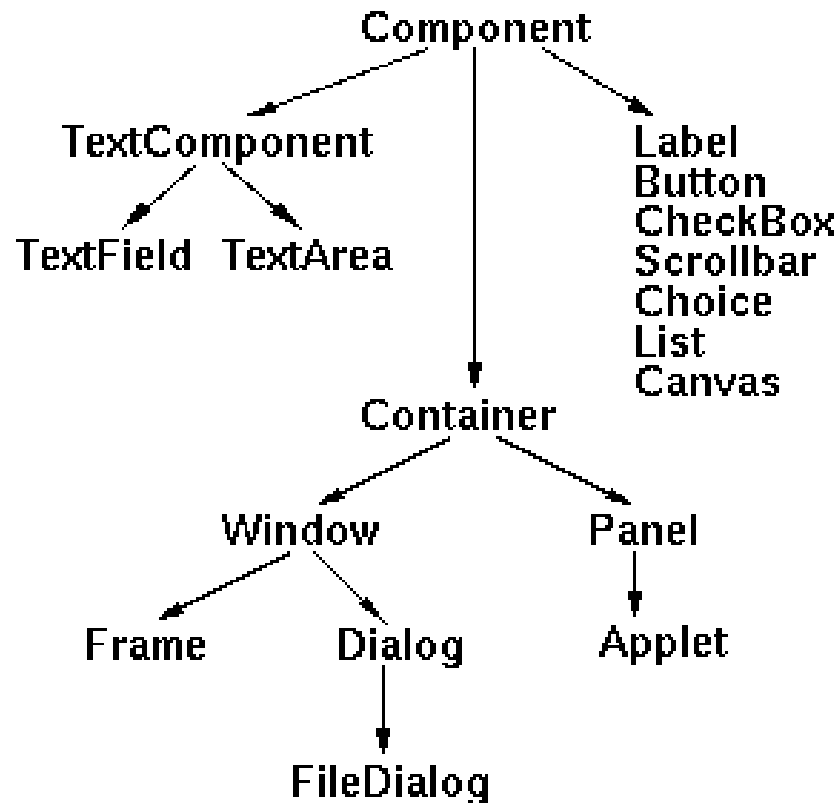 Component
TextComponent
Label
Button
TextField TextArea
CheckBox
Scrollbar
Choice
List
Canvas
Container
Window Panel
Frame Dialog Applet
FileDialog